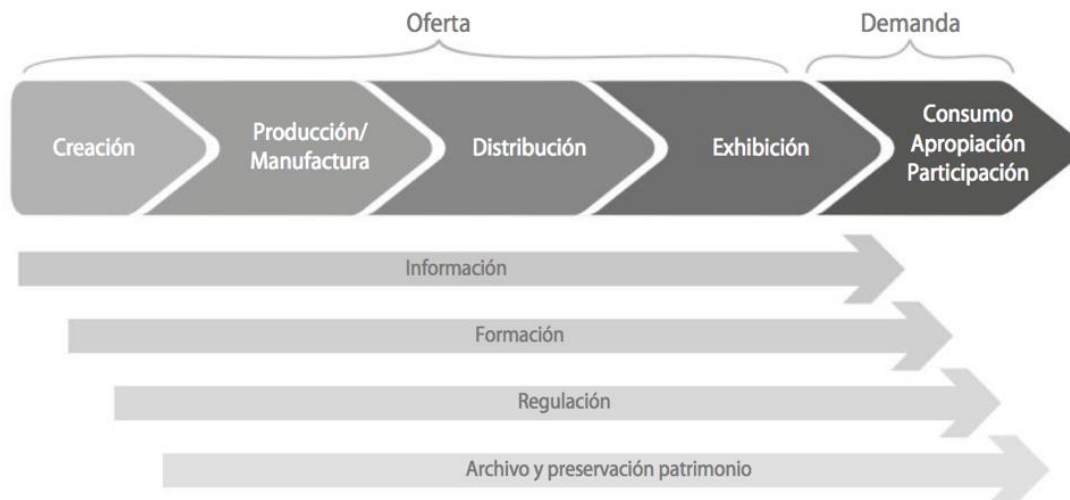 Oferta
Demanda
Creación
Producción/
Manufactura
Distribución
Exhibición
Consumo
Apropiación
Participación
Información
Formación
Regulación
Archivo y preservación patrimonio